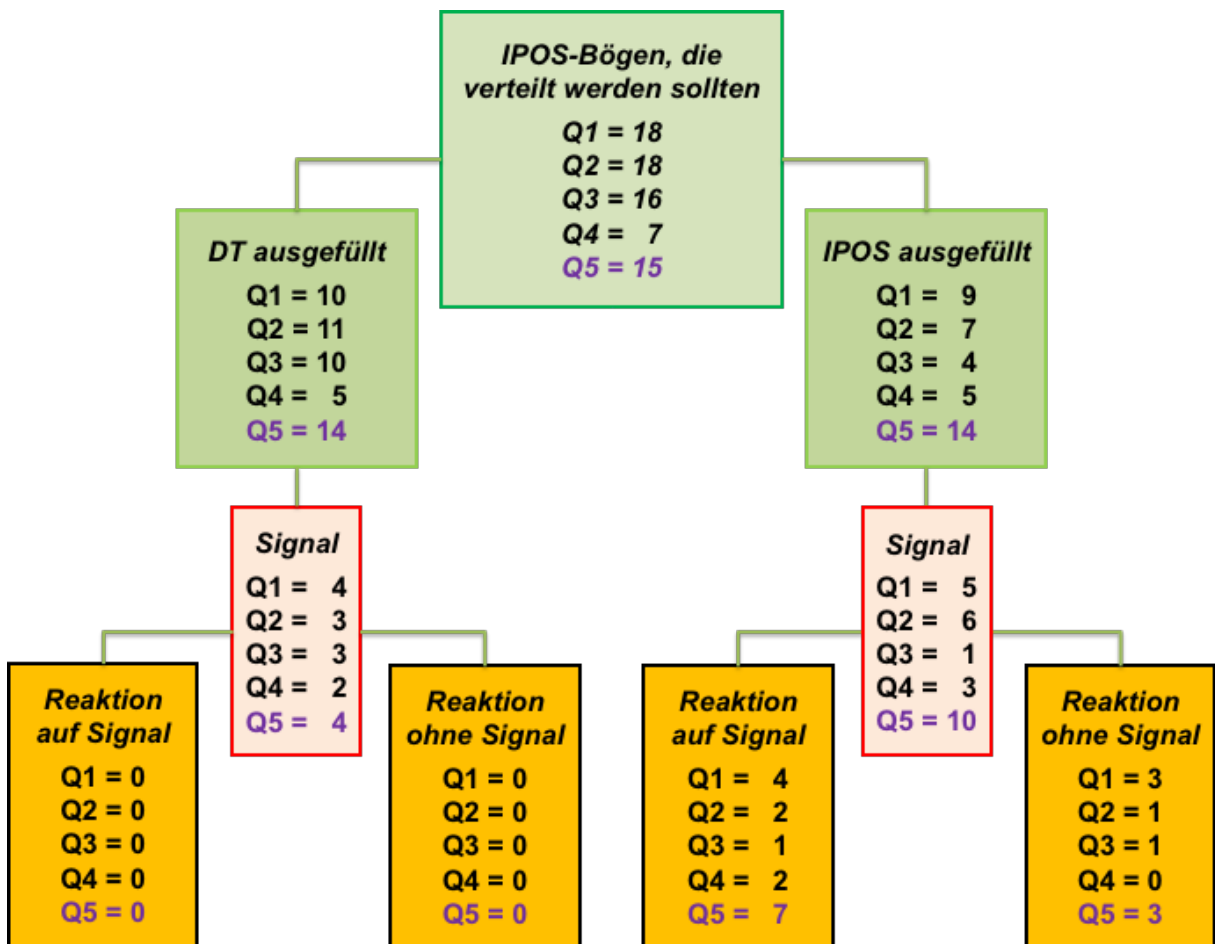 IPOS-Bögen, die
verteilt werden sollten
Q1 = 18
Q2 = 18
Q3 = 16
Q4 = 7
Q5 = 15
DT ausgefüllt
Q1 = 10
Q2 = 11
Q3 = 10
Q4 = 5
Q5 = 14
IPOS ausgefüllt
Q1 = 9
Q2 = 7
Q3 = 4
Q4 = 5
Q5 = 14
Signal
Q1 = 4
Q2 = 3
Q3 = 3
Q4 = 2
Q5 = 4
Signal
Q1 = 5
Q2 = 6
Q3 = 1
Q4 = 3
Q5 = 10
Reaktion
auf Signal
Q1 = 0
Q2 = 0
Q3 = 0
Q4 = 0
Q5 = 0
Reaktion
ohne Signal
Q1 = 0
Q2 = 0
Q3 = 0
Q4 = 0
Q5 = 0
Reaktion
auf Signal
Q1 = 4
Q2 = 2
Q3 = 1
Q4 = 2
Q5 = 7
Reaktion
ohne Signal
Q1 = 3
Q2 = 1
Q3 = 1
Q4 = 0
Q5 = 3